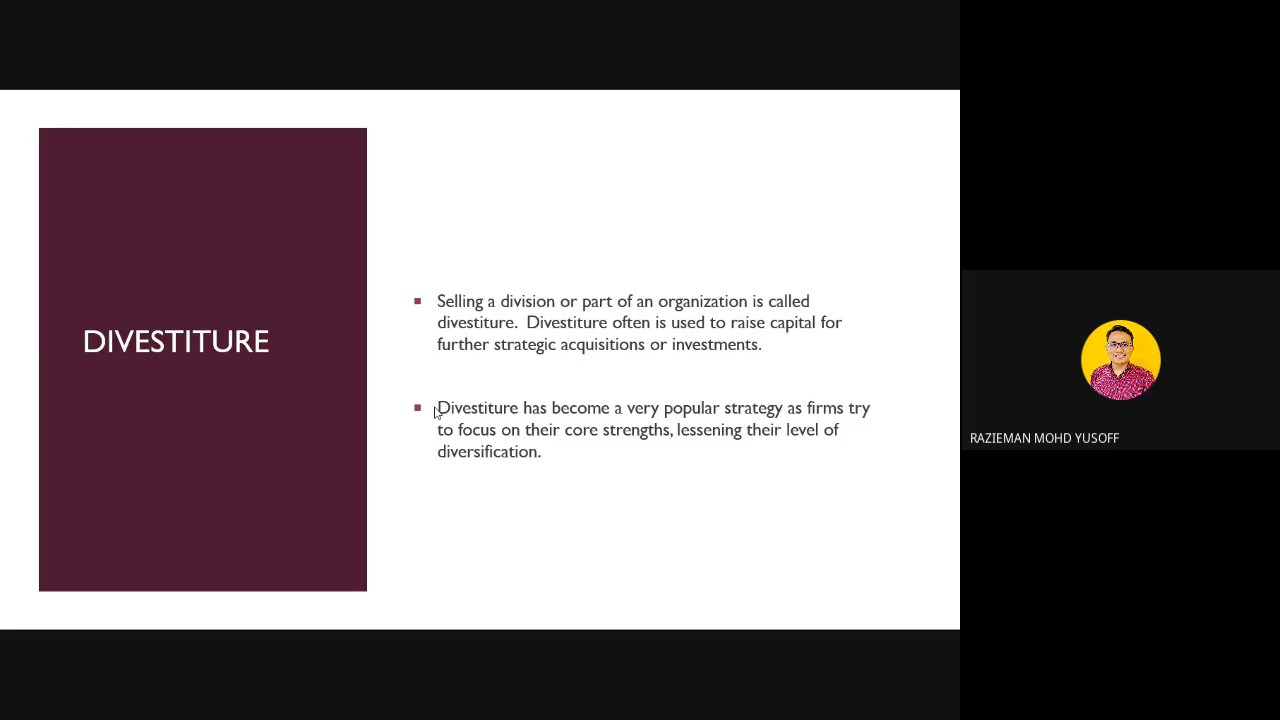 DIVESTITURE
Selling a division or part of an organization is called
divestiture.  Divestiture often is used to raise capital for
further strategic acquisitions or investments.
Divestiture has become a very popular strategy as firms try
to focus on their core strengths, lessening their level of
diversification.
RAZIEMAN MOHD YUSOFF